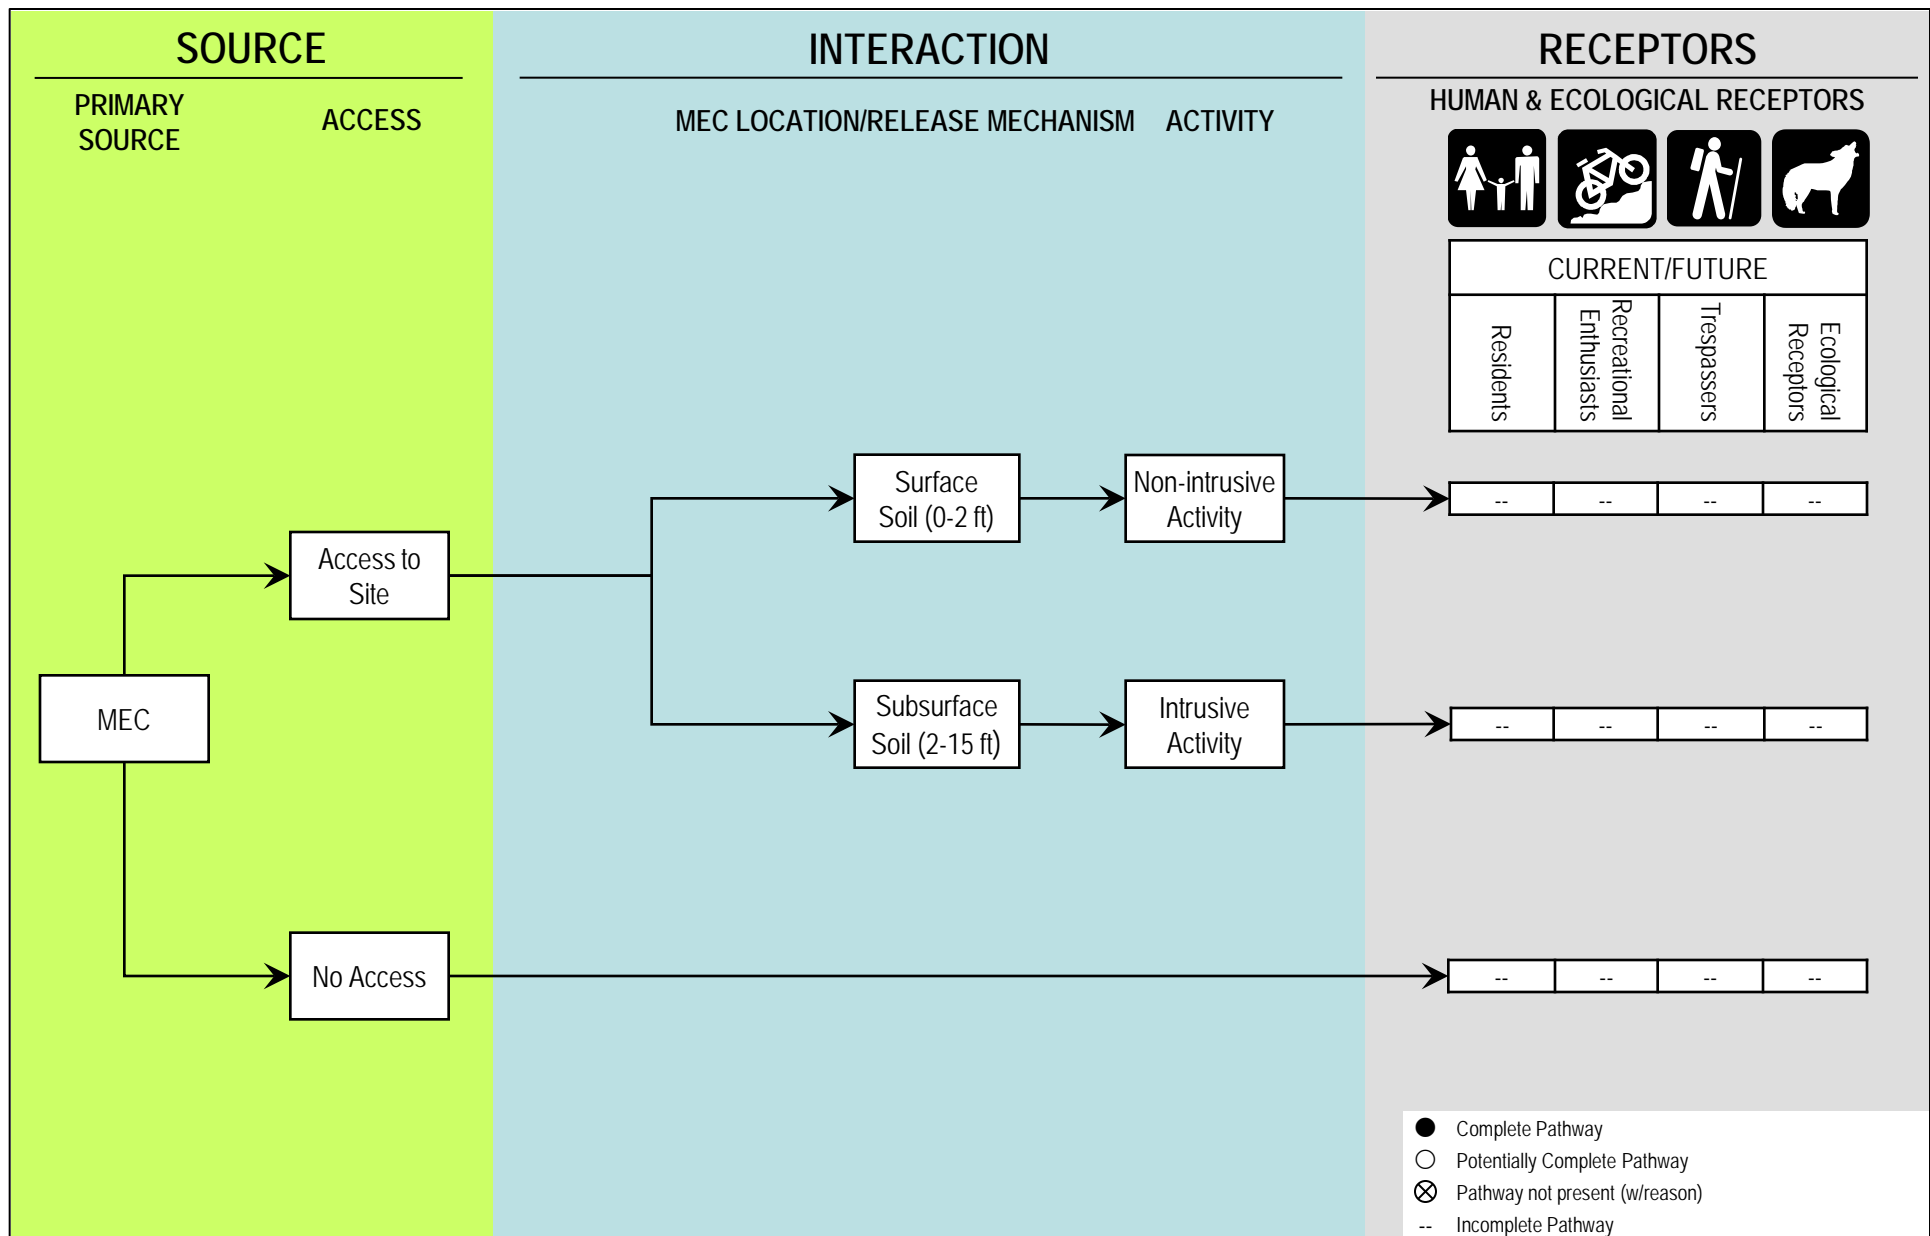 SOURCE
INTERACTION
RECEPTORS
PRIMARY
SOURCE
ACCESS
MEC LOCATION/RELEASE MECHANISM
ACTIVITY
HUMAN & ECOLOGICAL RECEPTORS
CURRENT/FUTURE
Residents
Recreational
Enthusiasts
Trespassers
Ecological
Receptors
Surface
Soil (0-2 ft)
Non-intrusive
Activity
-- -- -- --
Access to
Site
MEC
Subsurface
Soil (2-15 ft)
Intrusive
Activity
-- -- -- --
No Access
-- -- -- --
Complete Pathway
Potentially Complete Pathway
Pathway not present (w/reason)
-- Incomplete Pathway